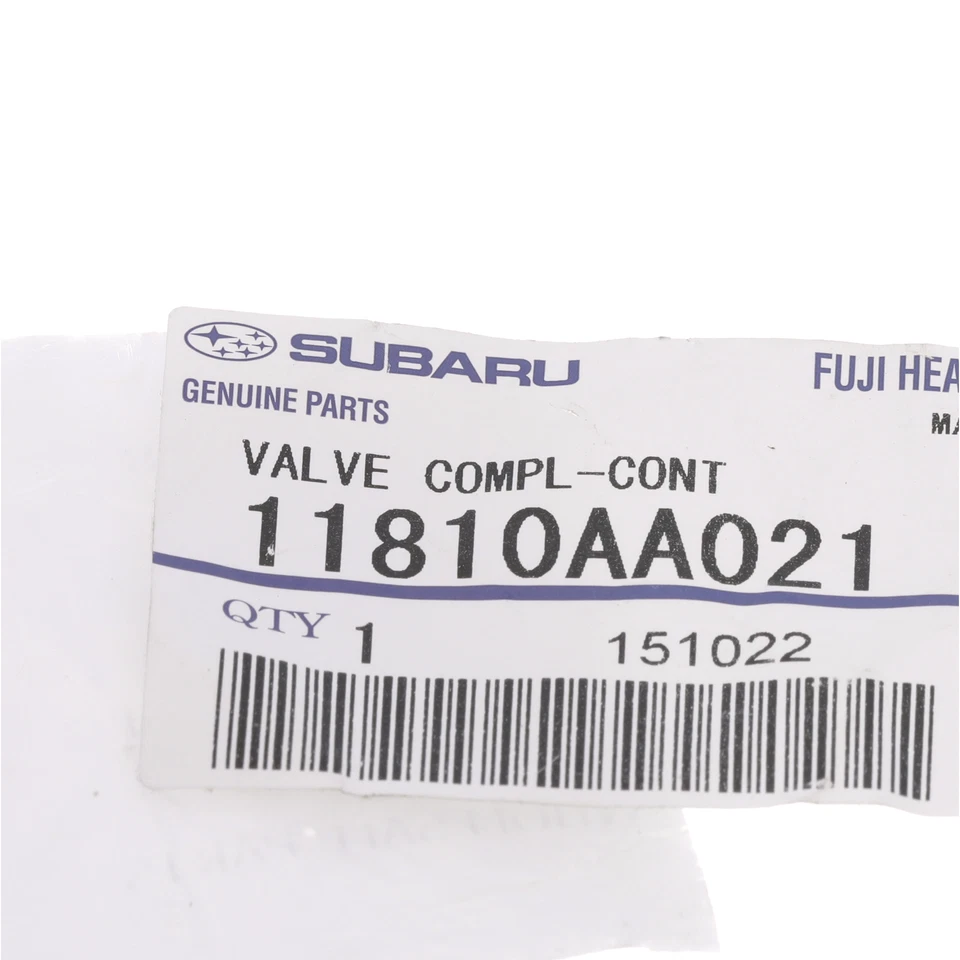 SUBARU
FUJI HEA
GENUINE PARTS
MA
VALVE COMPL-CONT
11810AA021
QTY 1
151022